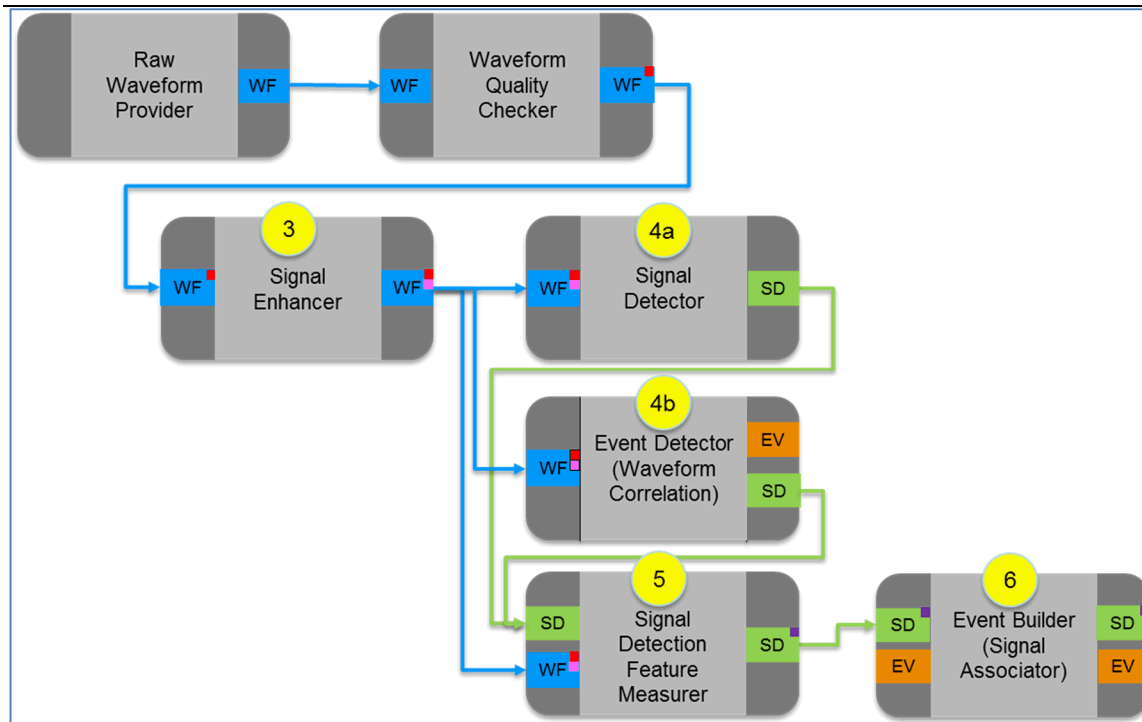 Raw
Waveform
Provider
WF
WF
Waveform
Quality
Checker
WF
3
WF
Signal
Enhancer
WF
4a
WF
Signal
Detector
SD
4b
WF
Event Detector
(Waveform
Correlation)
EV
SD
5
SD
WF
Signal
Detection
Feature
Measurer
SD
6
SD
EV
Event Builder
(Signal
Associator)
SD
EV